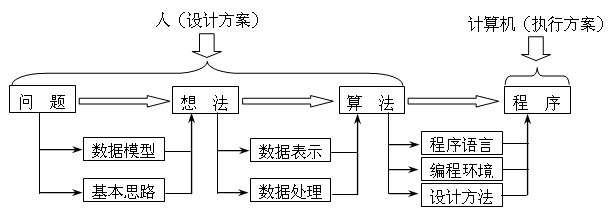 人（设计方案） 计算机（执行方案）
问 题 想 法 算 法 程 序
数据模型 数据表示 程序语言
编程环境
基本思路 数据处理 设计方法